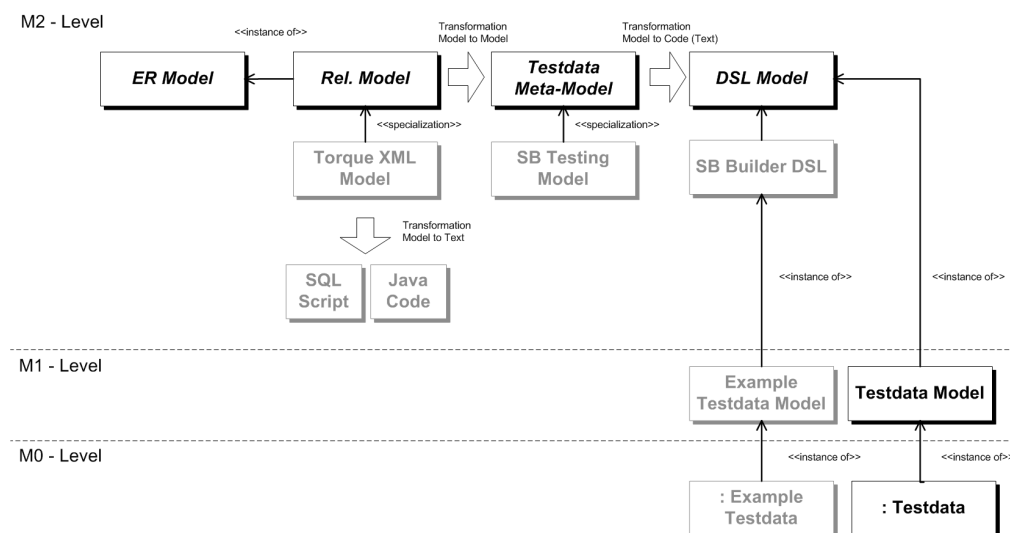 M2 - Level
<<instance of>>
Transformation
Model to Model
Transformation
Model to Code (Text)
ER Model
Rel. Model
Testdata
Meta-Model
DSL Model
<<specialization>>
<<specialization>>
Torque XML
Model
SB Testing
Model
SB Builder DSL
Transformation
Model to Text
SQL
Script
Java
Code
<<instance of>>
<<instance of>>
M1 - Level
Example
Testdata Model
Testdata Model
M0 - Level
<<instance of>>
<<instance of>>
: Example
Testdata
: Testdata